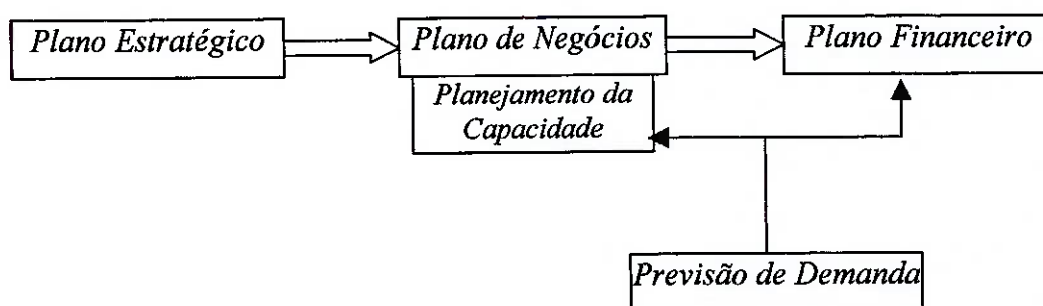 Plano Estratégico
Plano de Negócios
Plano Financeiro
Planejamento da
Capacidade
Previsão de Demanda